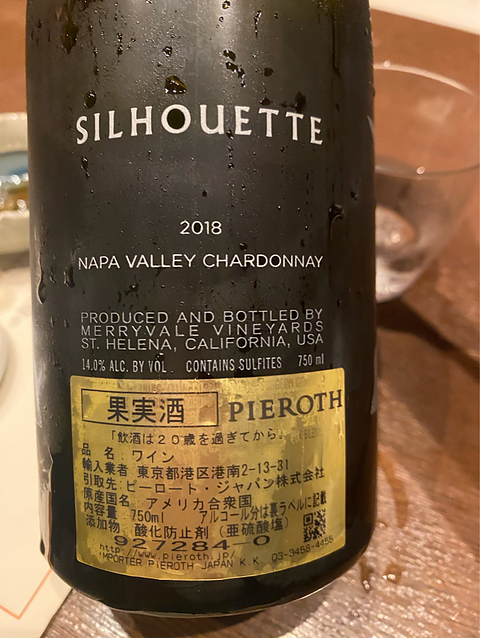 SILHOUETTE
2018
NAPA VALLEY CHARDONNAY
PRODUCED AND BOTTLED BY
MERRYVALE VINEYARDS
ST. HELENA, CALIFORNIA, USA
14.0% ALC. BY VOL. CONTAINS SULFITES 750 ml
果実酒 PIEROTH
「飲酒は20歳を過ぎてから」
品 名:ワイン
輸入業者 東京都港区港南2-13-31
引取先:ピーロート・ジャパン株式会社
原産国名:アメリカ合衆国
内容量:750ml アルコール分は裏ラベルに記載
添加物:酸化防止剤(亜硫酸塩)
927284-0
http://www.pieroth.jp/
IMPORTER PIEROTH JAPAN K.K. 03-3458-4455